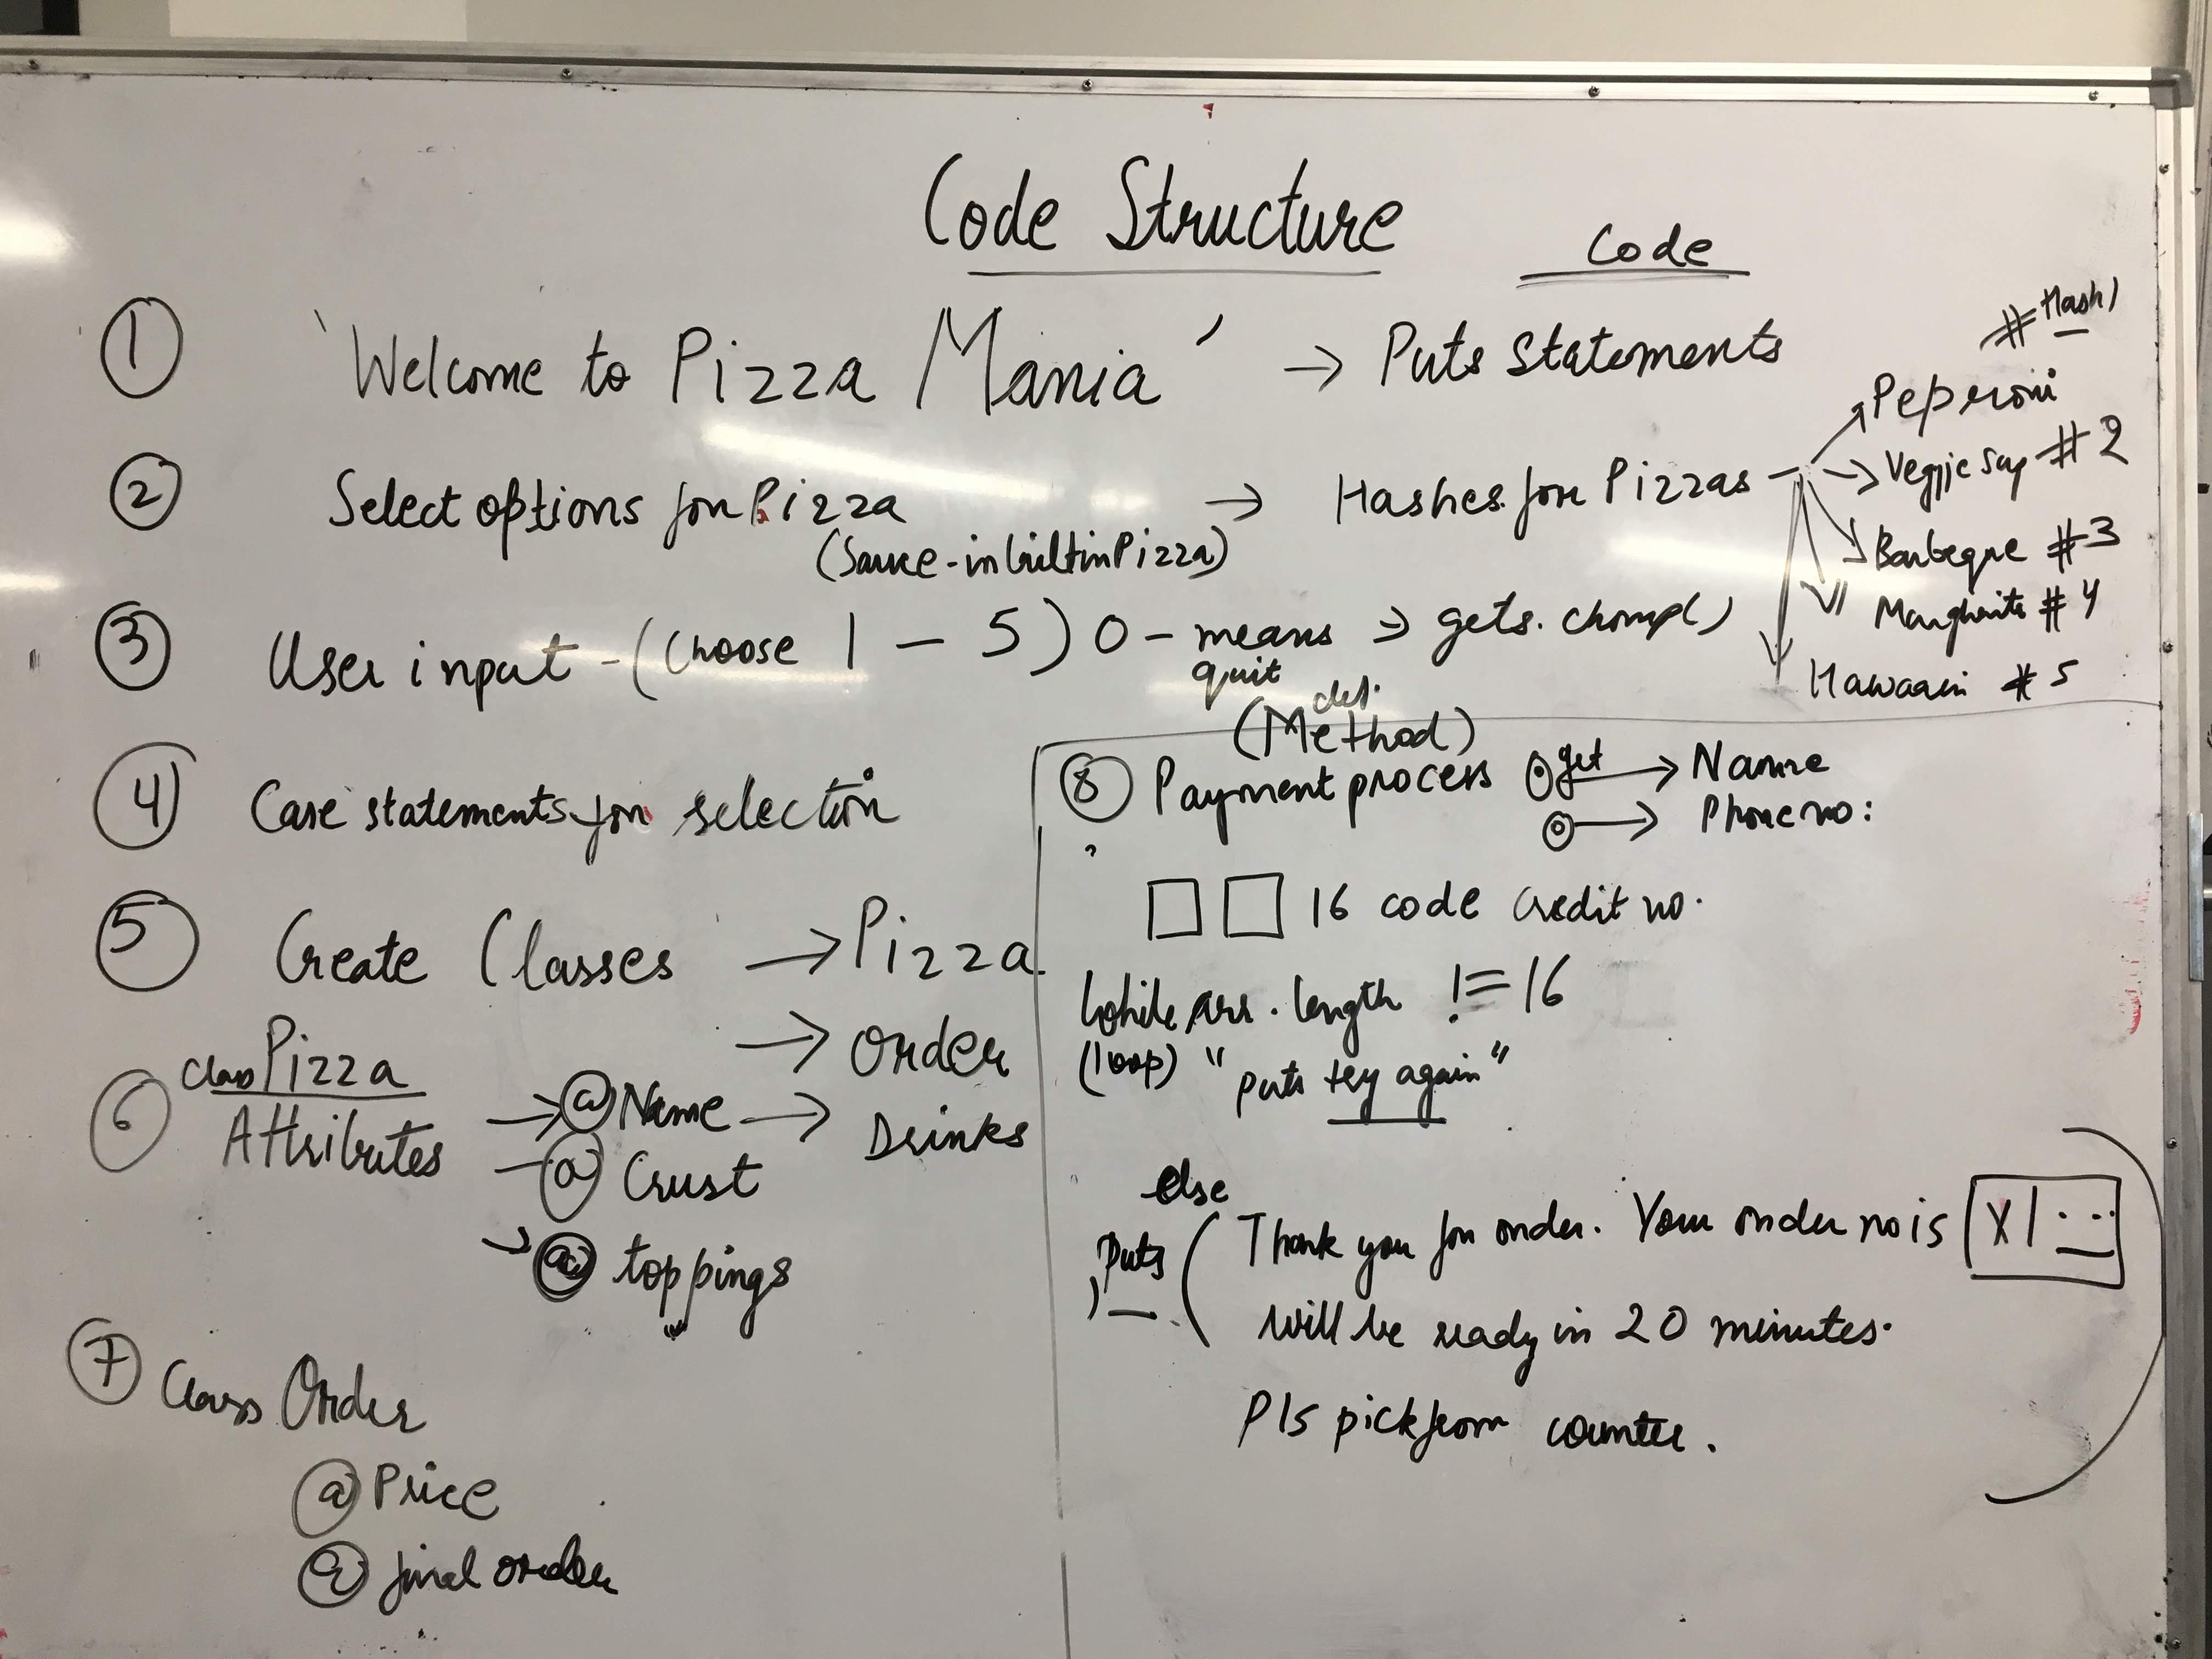 Code Structure
Code
① 'Welcome to Pizza Mania' → Puts Statements
② Select options for Pizza → Hashes for Pizzas
(Sauce-inbuiltinPizza)
# Hash 1
Peperoni
Veggie Sup #2
Barbeque #3
Margherita #4
Hawaain #5
③ User input - (Choose 1 - 5) 0 - means quit → gets.chomp()
④ Case statements for selection
⑤ Create Classes → Pizza
→ Order
→ Drinks
⑥ Class Pizza
Attributes → @ Name
@ Crust
→ @ toppings
⑦ Class Order
@ Price
@ final order
def.
(Method)
⑧ Payment process get → Name
→ Phone no:
16 code credit no.
While arr.length != 16
(loop) "puts try again"
else
Puts ( Thank you for order. Your order no is X1
will be ready in 20 minutes.
Pls pick from counter.